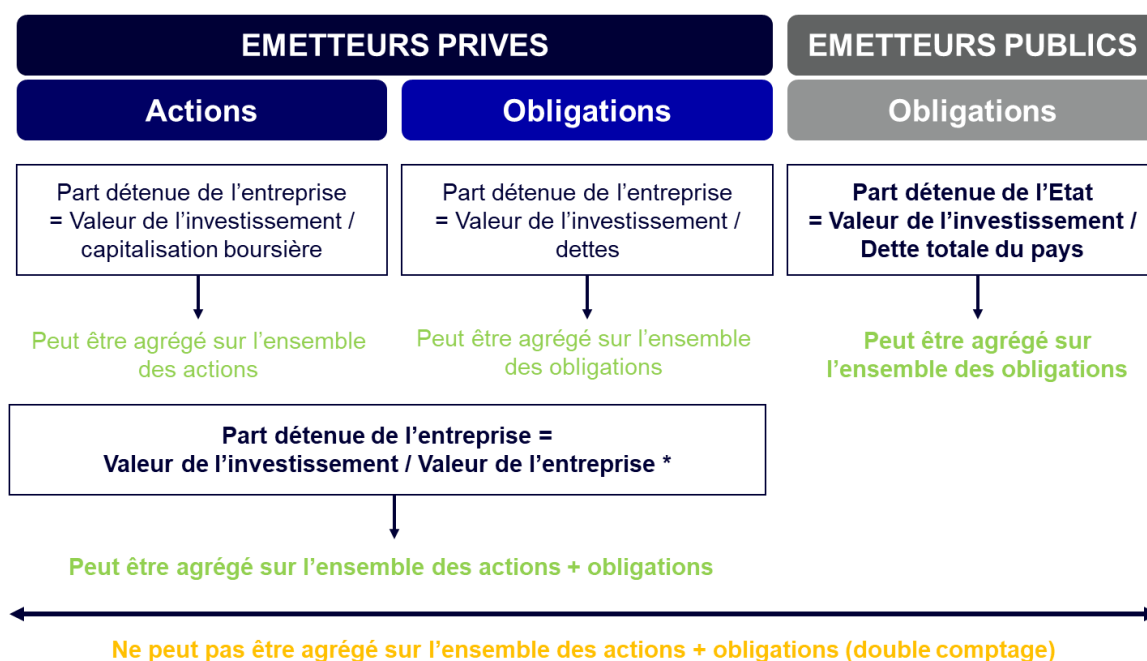 EMETTEURS PRIVES
EMETTEURS PUBLICS
Actions
Obligations
Obligations
Part détenue de l’entreprise
= Valeur de l’investissement /
capitalisation boursière
Part détenue de l’entreprise
= Valeur de l’investissement /
dettes
Part détenue de l’Etat
= Valeur de l’investissement /
Dette totale du pays
Peut être agrégé sur l’ensemble
des actions
Peut être agrégé sur l’ensemble
des obligations
Peut être agrégé sur
l’ensemble des obligations
Part détenue de l’entreprise =
Valeur de l’investissement / Valeur de l’entreprise *
Peut être agrégé sur l’ensemble des actions + obligations
Ne peut pas être agrégé sur l’ensemble des actions + obligations (double comptage)